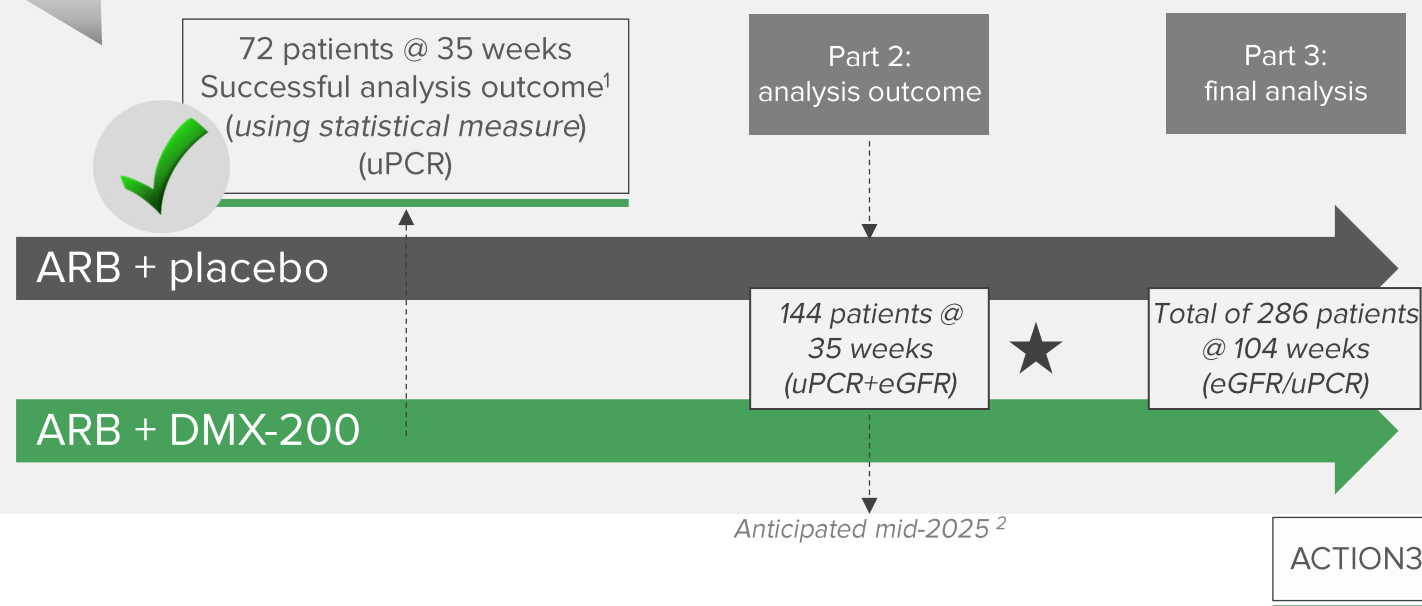 72 patients @ 35 weeks
Successful analysis outcome¹
(using statistical measure)
(uPCR)
Part 2:
analysis outcome
Part 3:
final analysis
ARB + placebo
144 patients @
35 weeks
(uPCR+eGFR)
Total of 286 patients
@ 104 weeks
(eGFR/uPCR)
ARB + DMX-200
Anticipated mid-2025 ²
ACTION3